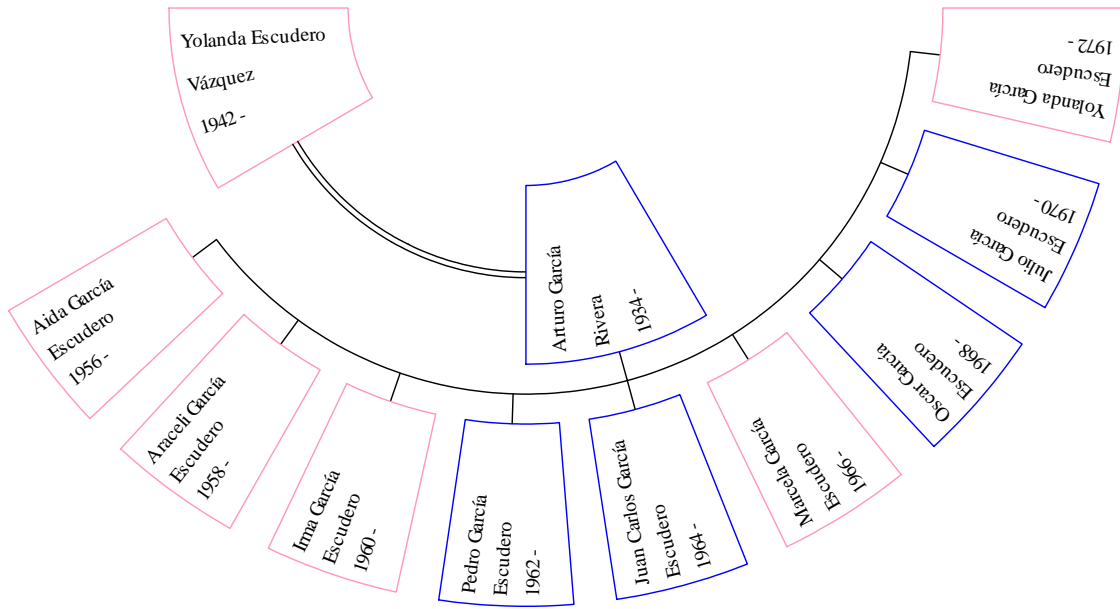 Yolanda Escudero
Vázquez
1942 -
Arturo García
Rivera
1934 -
Aida García
Escudero
1956 -
Araceli García
Escudero
1958 -
Irma García
Escudero
1960 -
Pedro García
Escudero
1962 -
Juan Carlos García
Escudero
1964 -
Marcela García
Escudero
1966 -
Oscar García
Escudero
1968 -
Julio García
Escudero
1970 -
Yolanda García
Escudero
1972 -